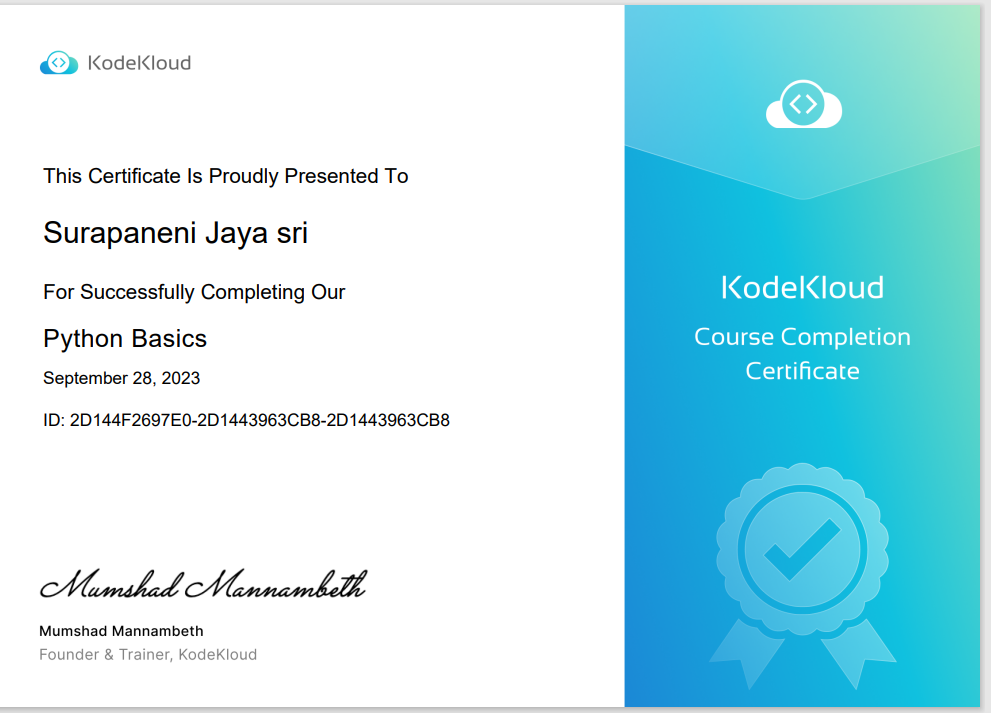 KodeKloud
This Certificate Is Proudly Presented To
Surapaneni Jaya sri
For Successfully Completing Our
Python Basics
September 28, 2023
ID: 2D144F2697E0-2D1443963CB8-2D1443963CB8
Mumshad Mannambeth
Mumshad Mannambeth
Founder & Trainer, KodeKloud
KodeKloud
Course Completion
Certificate